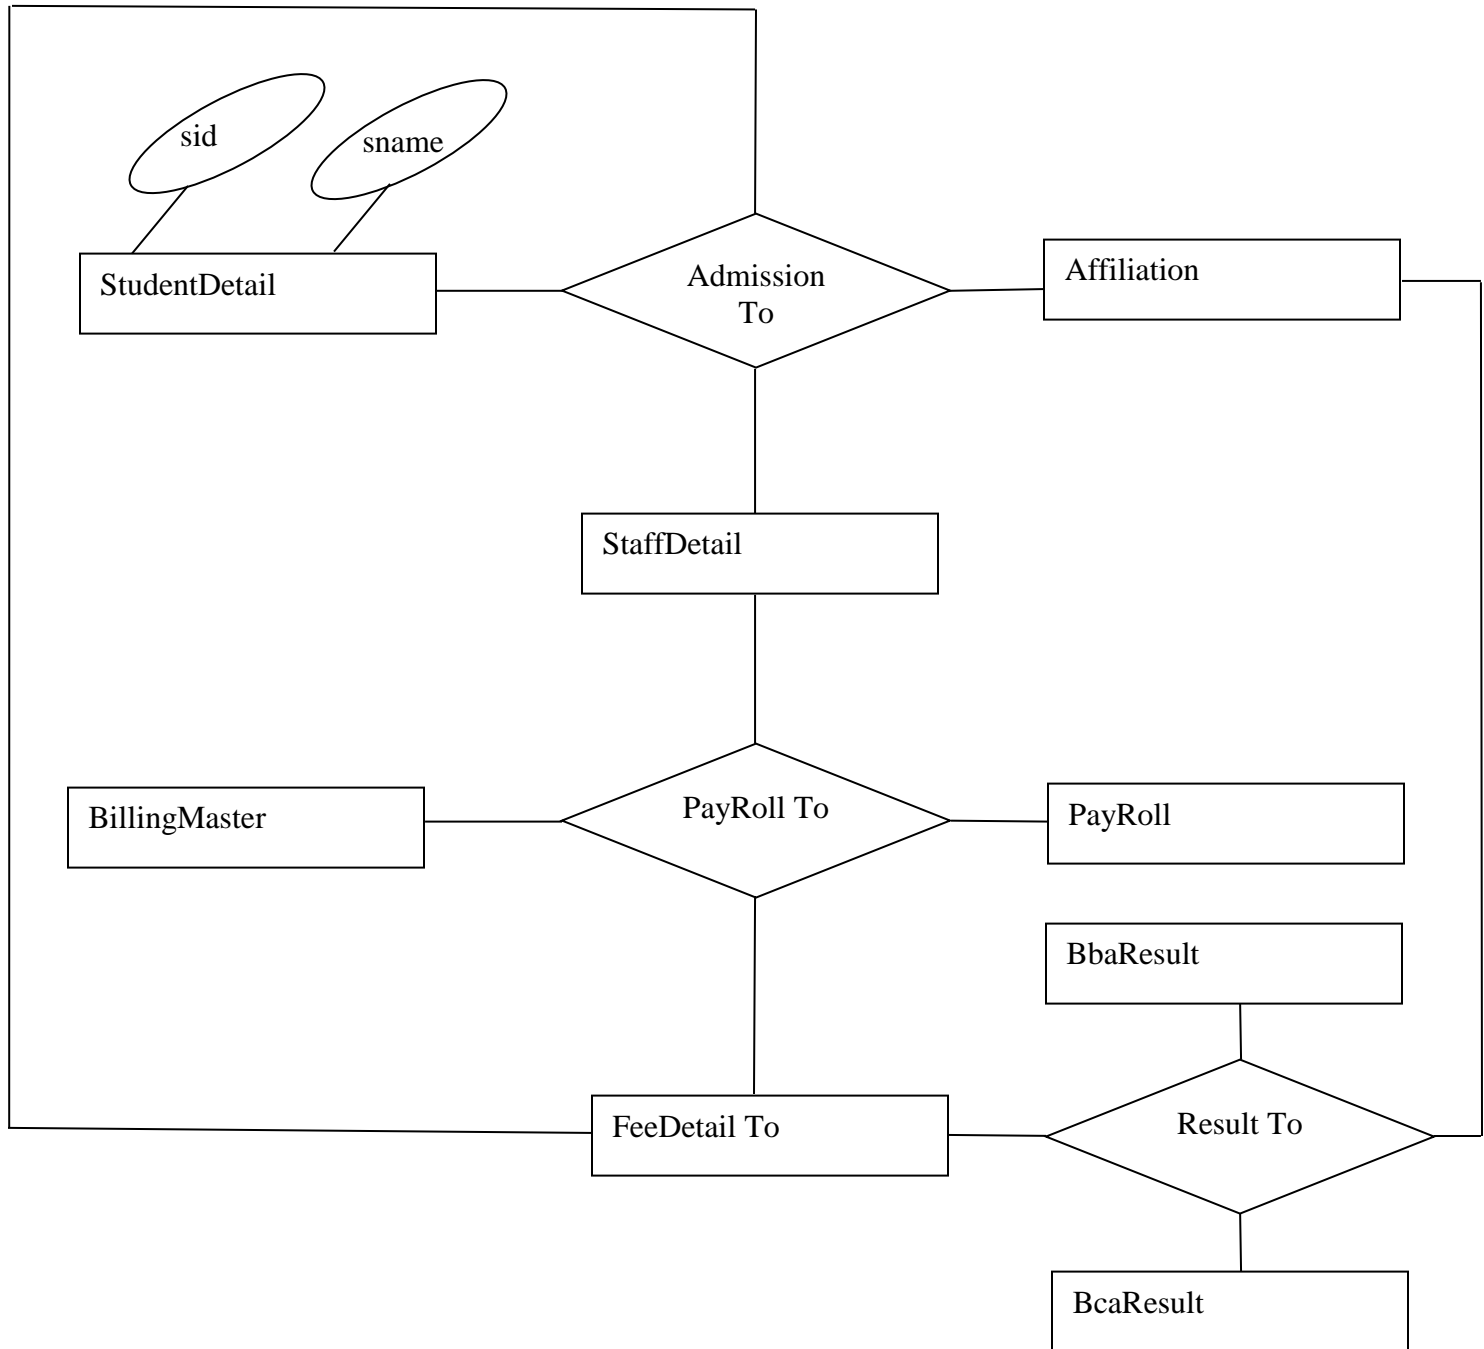 sid
sname
StudentDetail
Admission
To
Affiliation
StaffDetail
BillingMaster
PayRoll To
PayRoll
BbaResult
FeeDetail To
Result To
BcaResult